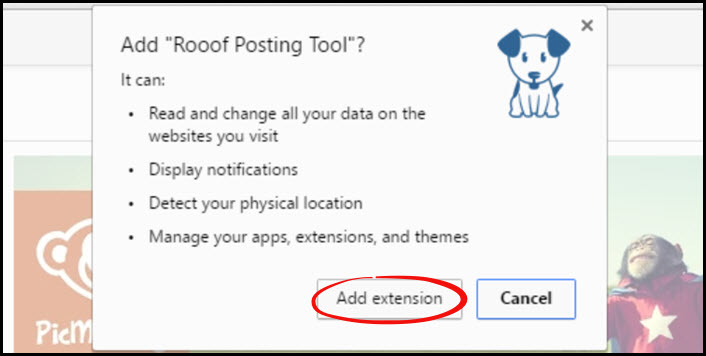 Add "Rooof Posting Tool"?
It can:
• Read and change all your data on the
websites you visit
• Display notifications
• Detect your physical location
• Manage your apps, extensions, and themes
Add extension Cancel
PicM